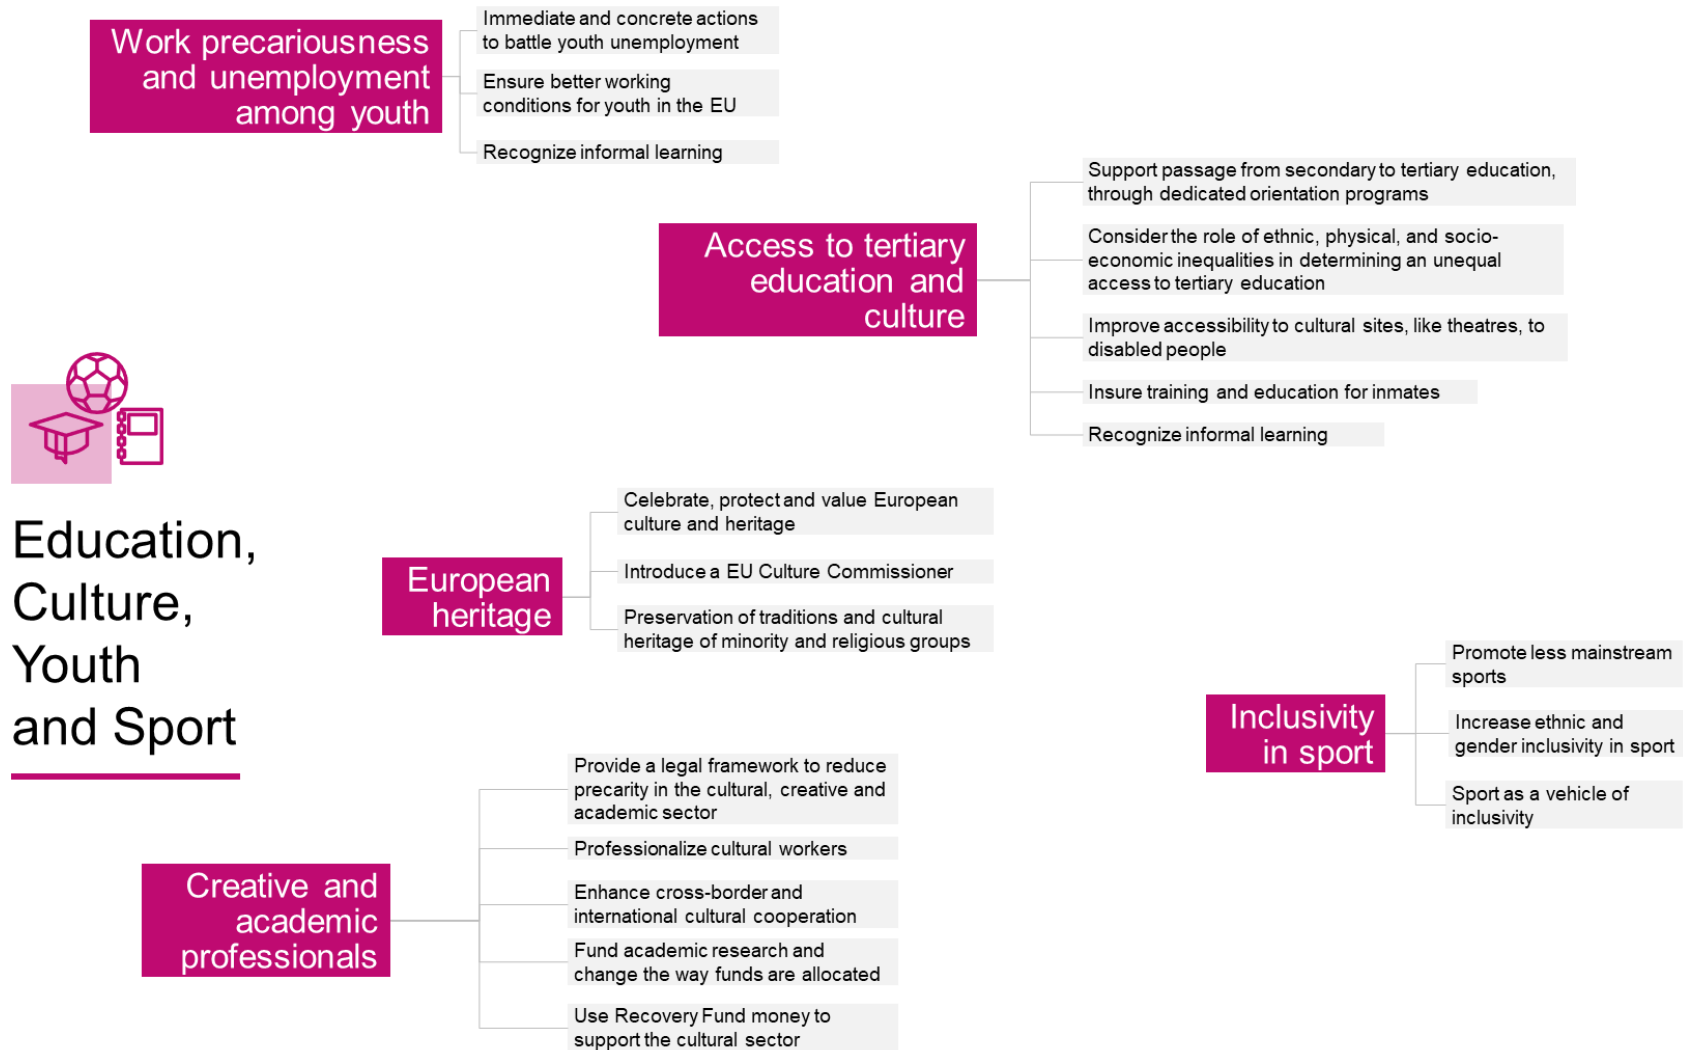 Work precariousness
and unemployment
among youth
Immediate and concrete actions
to battle youth unemployment
Ensure better working
conditions for youth in the EU
Recognize informal learning
Access to tertiary
education and
culture
Support passage from secondary to tertiary education,
through dedicated orientation programs
Consider the role of ethnic, physical, and socio-
economic inequalities in determining an unequal
access to tertiary education
Improve accessibility to cultural sites, like theatres, to
disabled people
Insure training and education for inmates
Recognize informal learning
Education,
Culture,
Youth
and Sport
European
heritage
Celebrate, protect and value European
culture and heritage
Introduce a EU Culture Commissioner
Preservation of traditions and cultural
heritage of minority and religious groups
Inclusivity
in sport
Promote less mainstream
sports
Increase ethnic and
gender inclusivity in sport
Sport as a vehicle of
inclusivity
Creative and
academic
professionals
Provide a legal framework to reduce
precarity in the cultural, creative and
academic sector
Professionalize cultural workers
Enhance cross-border and
international cultural cooperation
Fund academic research and
change the way funds are allocated
Use Recovery Fund money to
support the cultural sector